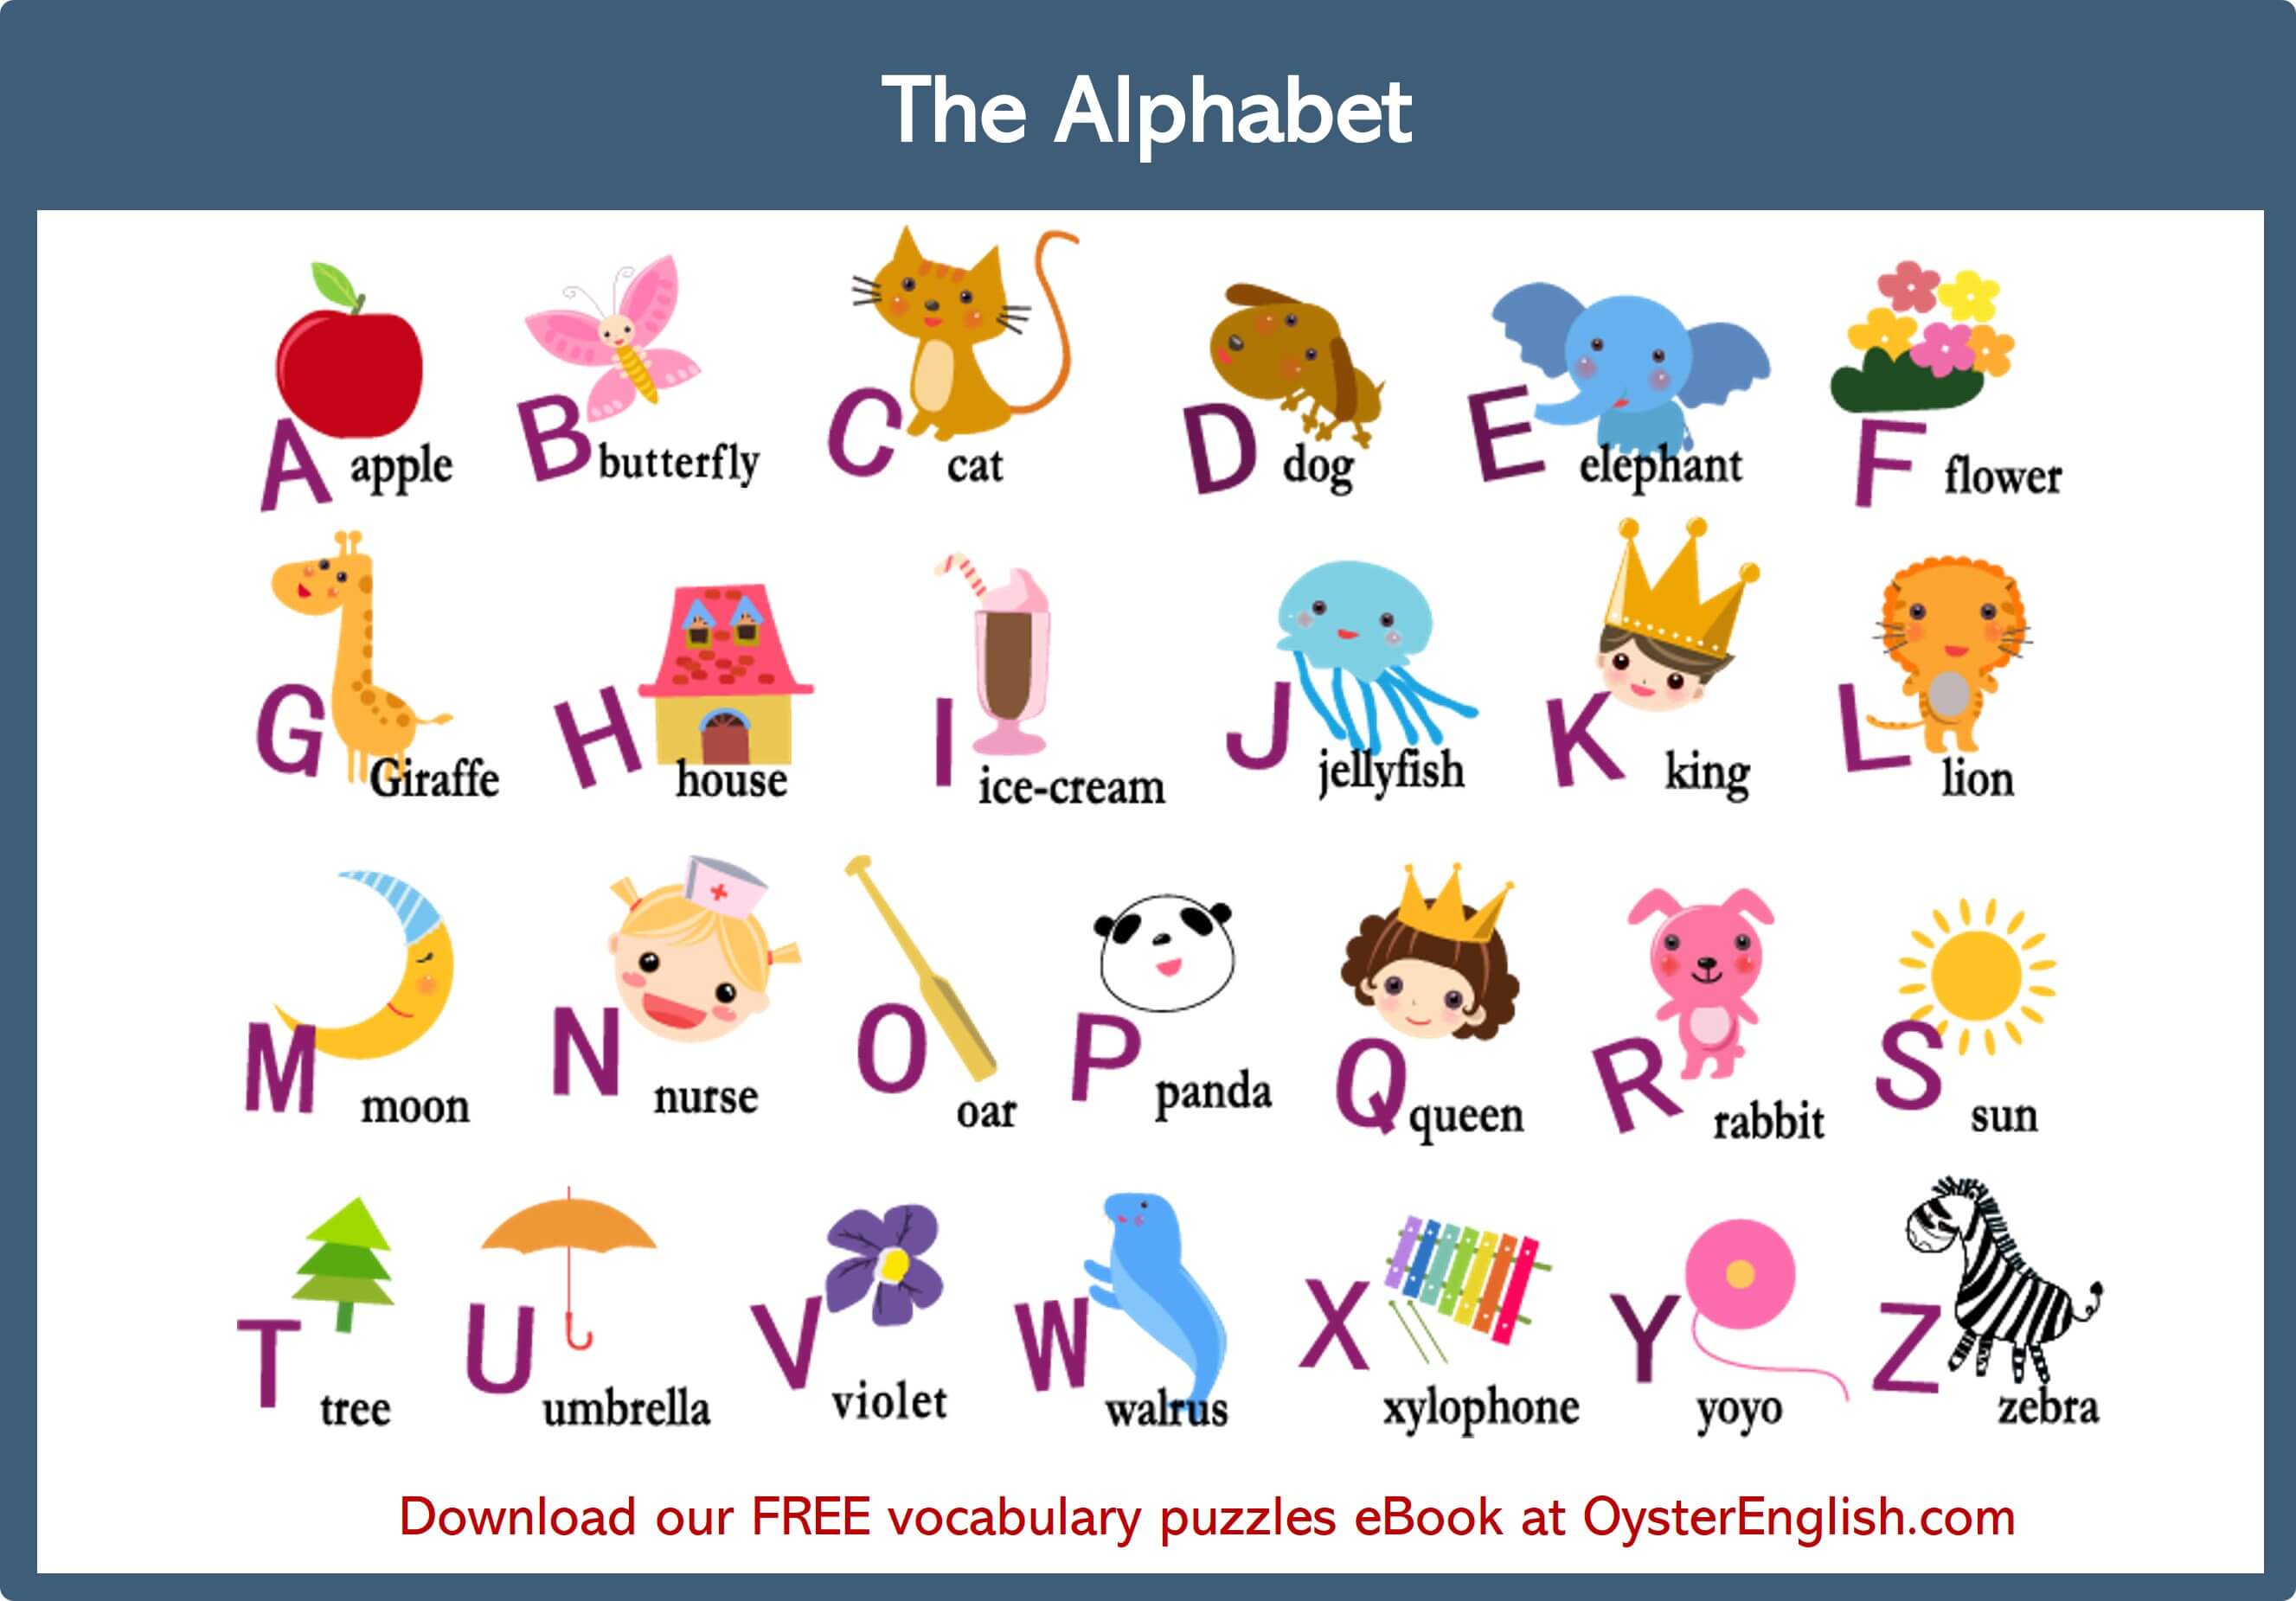 The Alphabet
A apple B butterfly C cat D dog E elephant F flower
G Giraffe H house I ice-cream J jellyfish K king L lion
M moon N nurse O oar P panda Q queen R rabbit S sun
T tree U umbrella V violet W walrus X xylophone Y yoyo Z zebra
Download our FREE vocabulary puzzles eBook at OysterEnglish.com